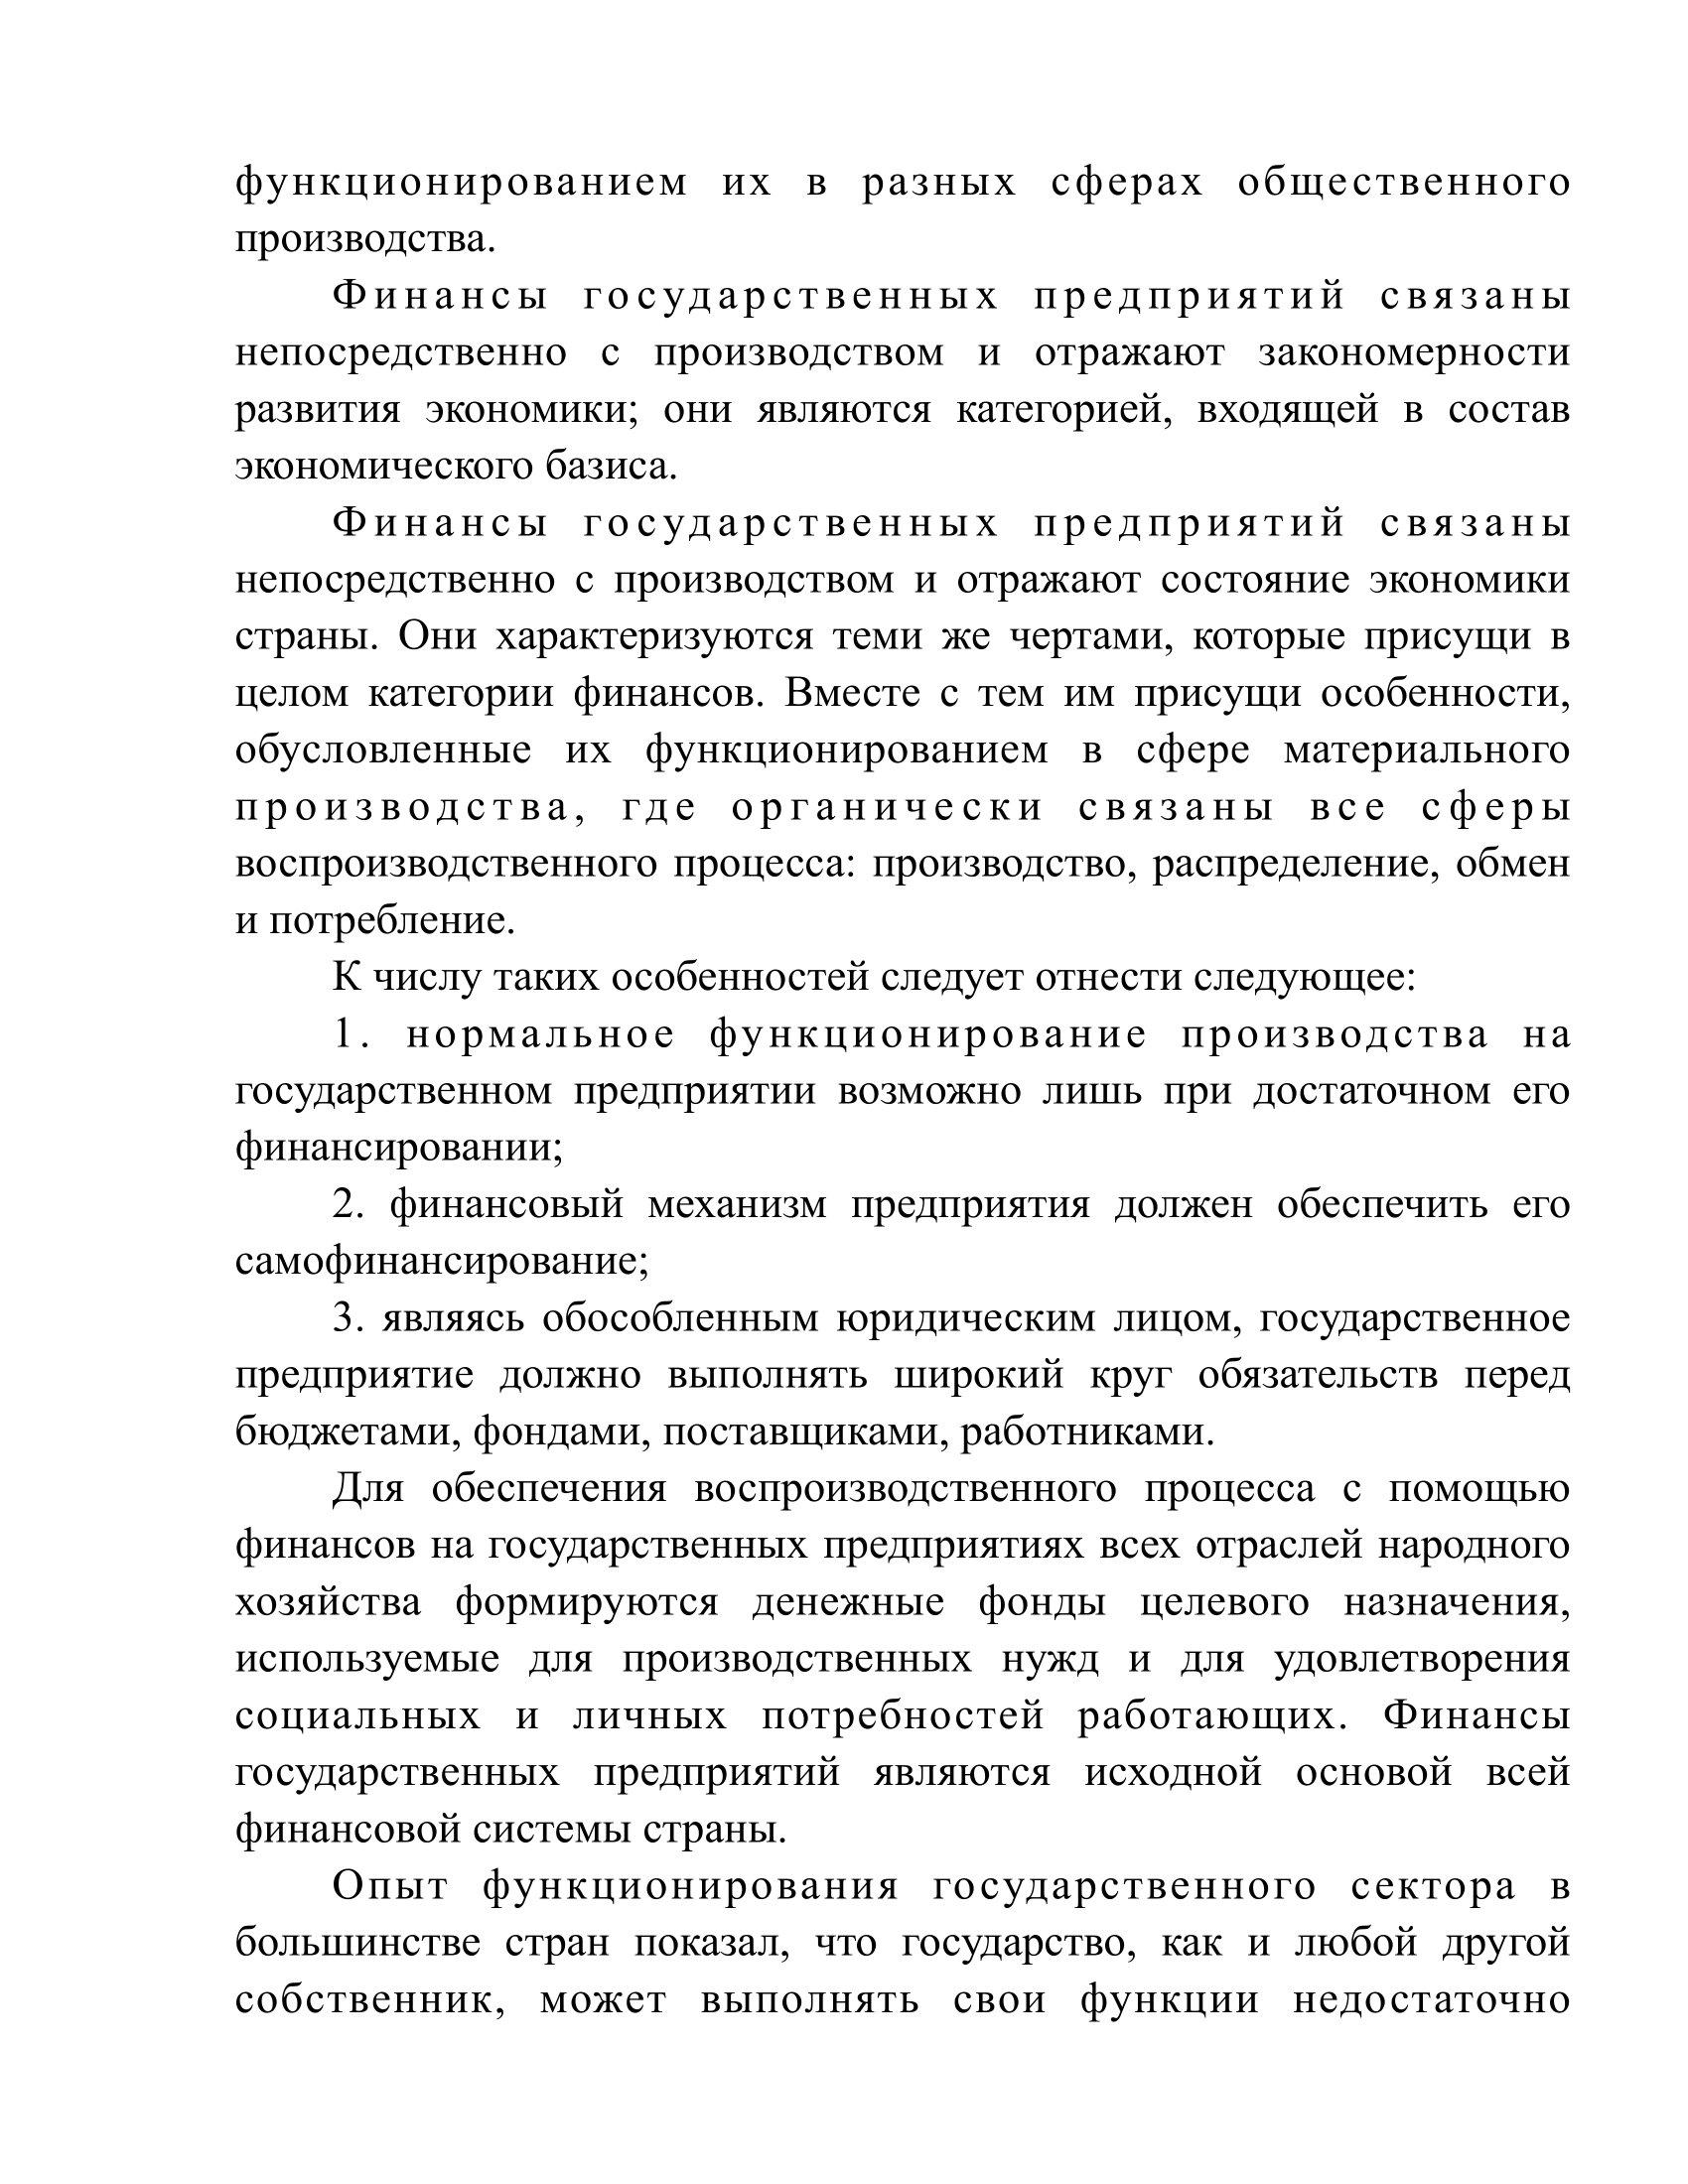 функционированием их в разных сферах общественного
производства.
Финансы государственных предприятий связаны
непосредственно с производством и отражают закономерности
развития экономики; они являются категорией, входящей в состав
экономического базиса.
Финансы государственных предприятий связаны
непосредственно с производством и отражают состояние экономики
страны. Они характеризуются теми же чертами, которые присущи в
целом категории финансов. Вместе с тем им присущи особенности,
обусловленные их функционированием в сфере материального
производства, где органически связаны все сферы
воспроизводственного процесса: производство, распределение, обмен
и потребление.
К числу таких особенностей следует отнести следующее:
1. нормальное функционирование производства на
государственном предприятии возможно лишь при достаточном его
финансировании;
2. финансовый механизм предприятия должен обеспечить его
самофинансирование;
3. являясь обособленным юридическим лицом, государственное
предприятие должно выполнять широкий круг обязательств перед
бюджетами, фондами, поставщиками, работниками.
Для обеспечения воспроизводственного процесса с помощью
финансов на государственных предприятиях всех отраслей народного
хозяйства формируются денежные фонды целевого назначения,
используемые для производственных нужд и для удовлетворения
социальных и личных потребностей работающих. Финансы
государственных предприятий являются исходной основой всей
финансовой системы страны.
Опыт функционирования государственного сектора в
большинстве стран показал, что государство, как и любой другой
собственник, может выполнять свои функции недостаточно